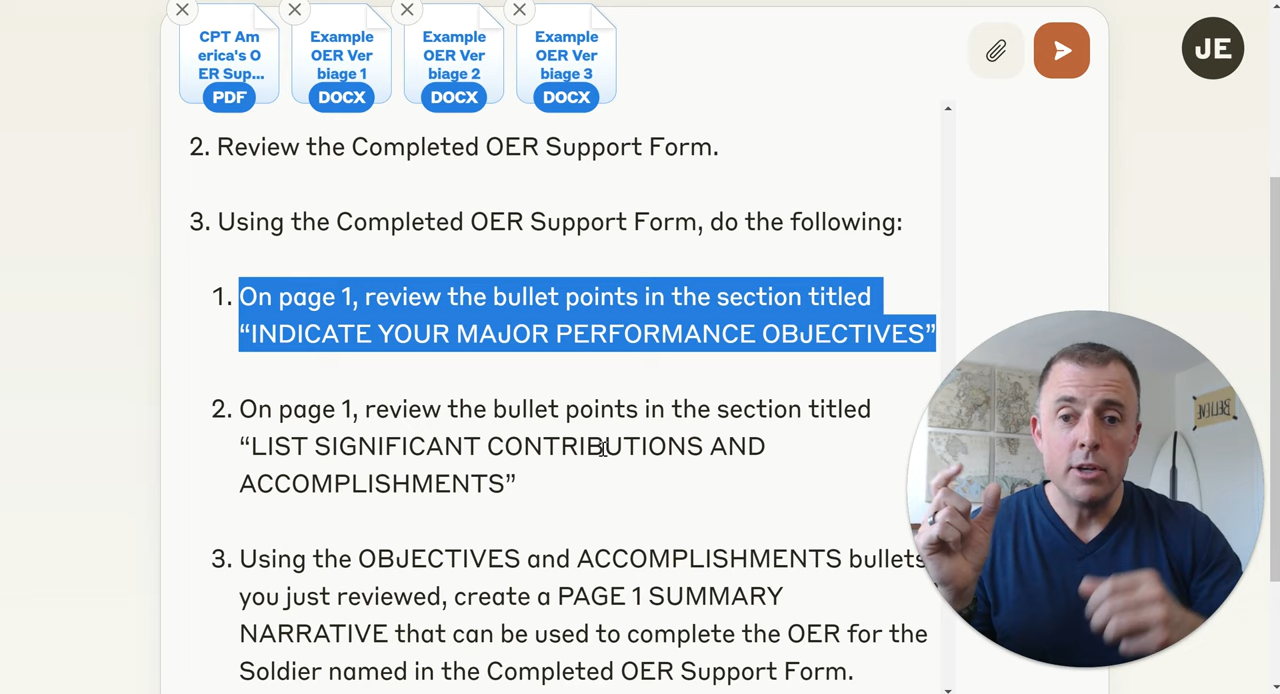 CPT Am
erica's O
ER Sup...
PDF
Example
OER Ver
biage 1
DOCX
Example
OER Ver
biage 2
DOCX
Example
OER Ver
biage 3
DOCX
JE
2. Review the Completed OER Support Form.
3. Using the Completed OER Support Form, do the following:
1. On page 1, review the bullet points in the section titled
“INDICATE YOUR MAJOR PERFORMANCE OBJECTIVES”
2. On page 1, review the bullet points in the section titled
“LIST SIGNIFICANT CONTRIBUTIONS AND
ACCOMPLISHMENTS”
3. Using the OBJECTIVES and ACCOMPLISHMENTS bullets
you just reviewed, create a PAGE 1 SUMMARY
NARRATIVE that can be used to complete the OER for the
Soldier named in the Completed OER Support Form.
BELIEVE